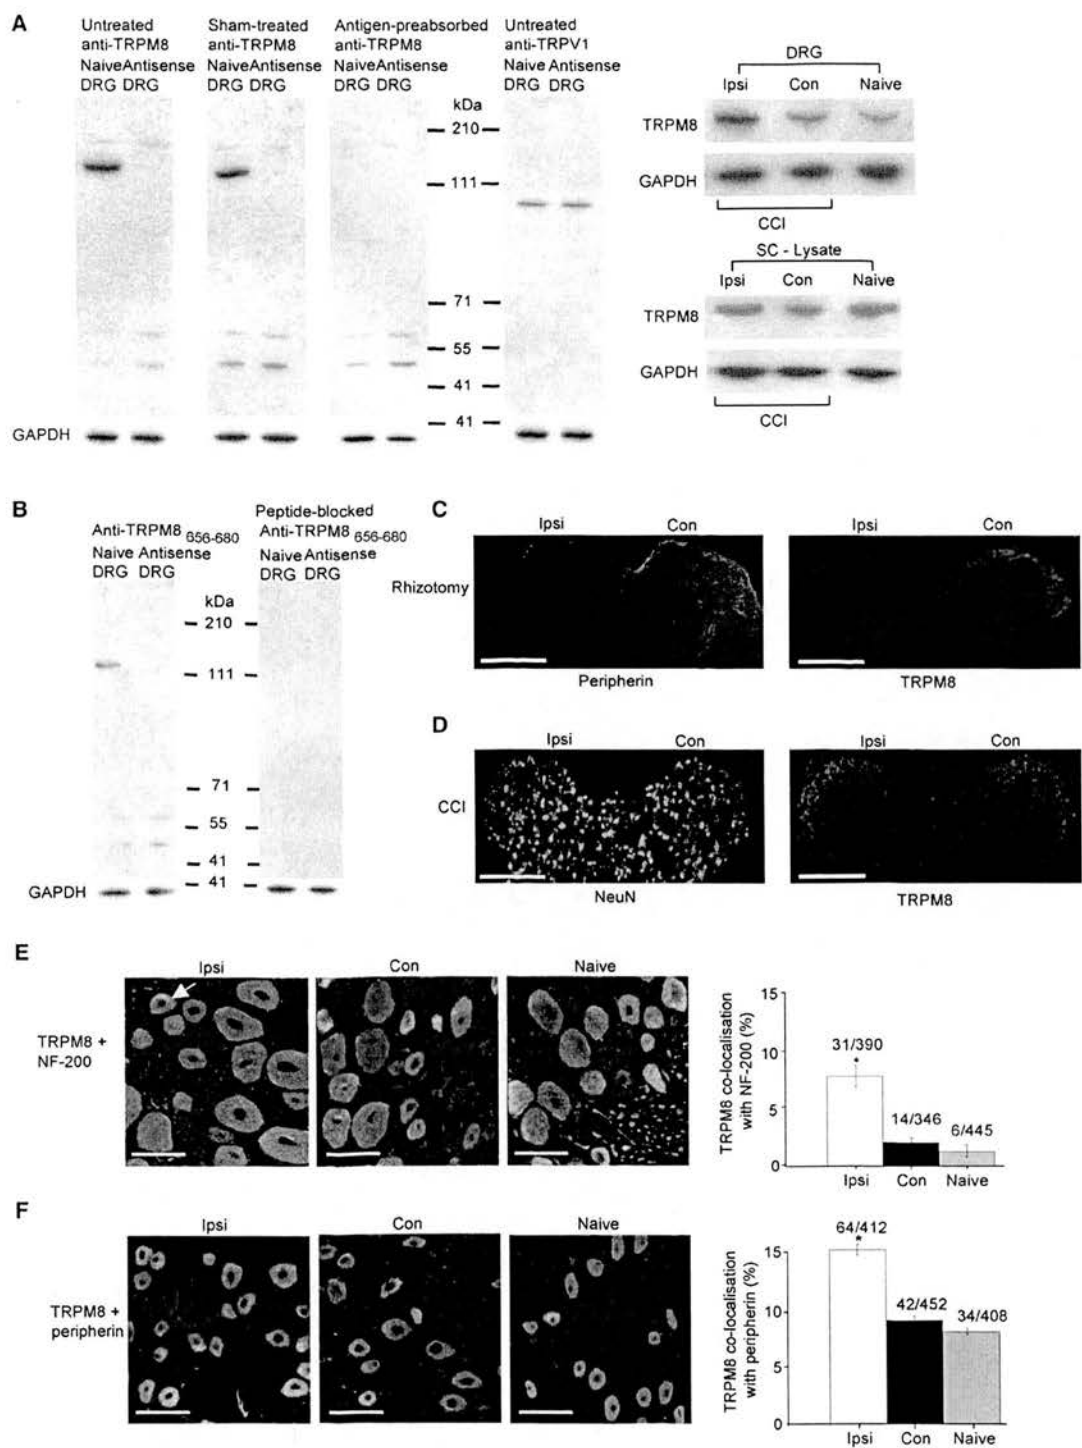 A
Untreated
anti-TRPM8
Naive Antisense
DRG DRG
Sham-treated
anti-TRPM8
Naive Antisense
DRG DRG
Antigen-preabsorbed
anti-TRPM8
Naive Antisense
DRG DRG
Untreated
anti-TRPV1
Naive Antisense
DRG DRG
kDa
210
111
71
55
41
41
GAPDH
DRG
Ipsi Con Naive
TRPM8
GAPDH
CCI
SC - Lysate
Ipsi Con Naive
TRPM8
GAPDH
CCI
B
Anti-TRPM8 656-680
Naive Antisense
DRG DRG
Peptide-blocked
Anti-TRPM8 656-680
Naive Antisense
DRG DRG
kDa
210
111
71
55
41
41
GAPDH
C
Ipsi Con
Ipsi Con
Rhizotomy
Peripherin
TRPM8
D
Ipsi Con
Ipsi Con
CCI
NeuN
TRPM8
E
Ipsi Con Naive
TRPM8 +
NF-200
TRPM8 co-localisation
with NF-200 (%)
15
10
5
0
31/390
*
14/346
6/445
Ipsi Con Naive
F
Ipsi Con Naive
TRPM8 +
peripherin
TRPM8 co-localisation
with peripherin (%)
15
10
5
0
64/412
*
42/452
34/408
Ipsi Con Naive